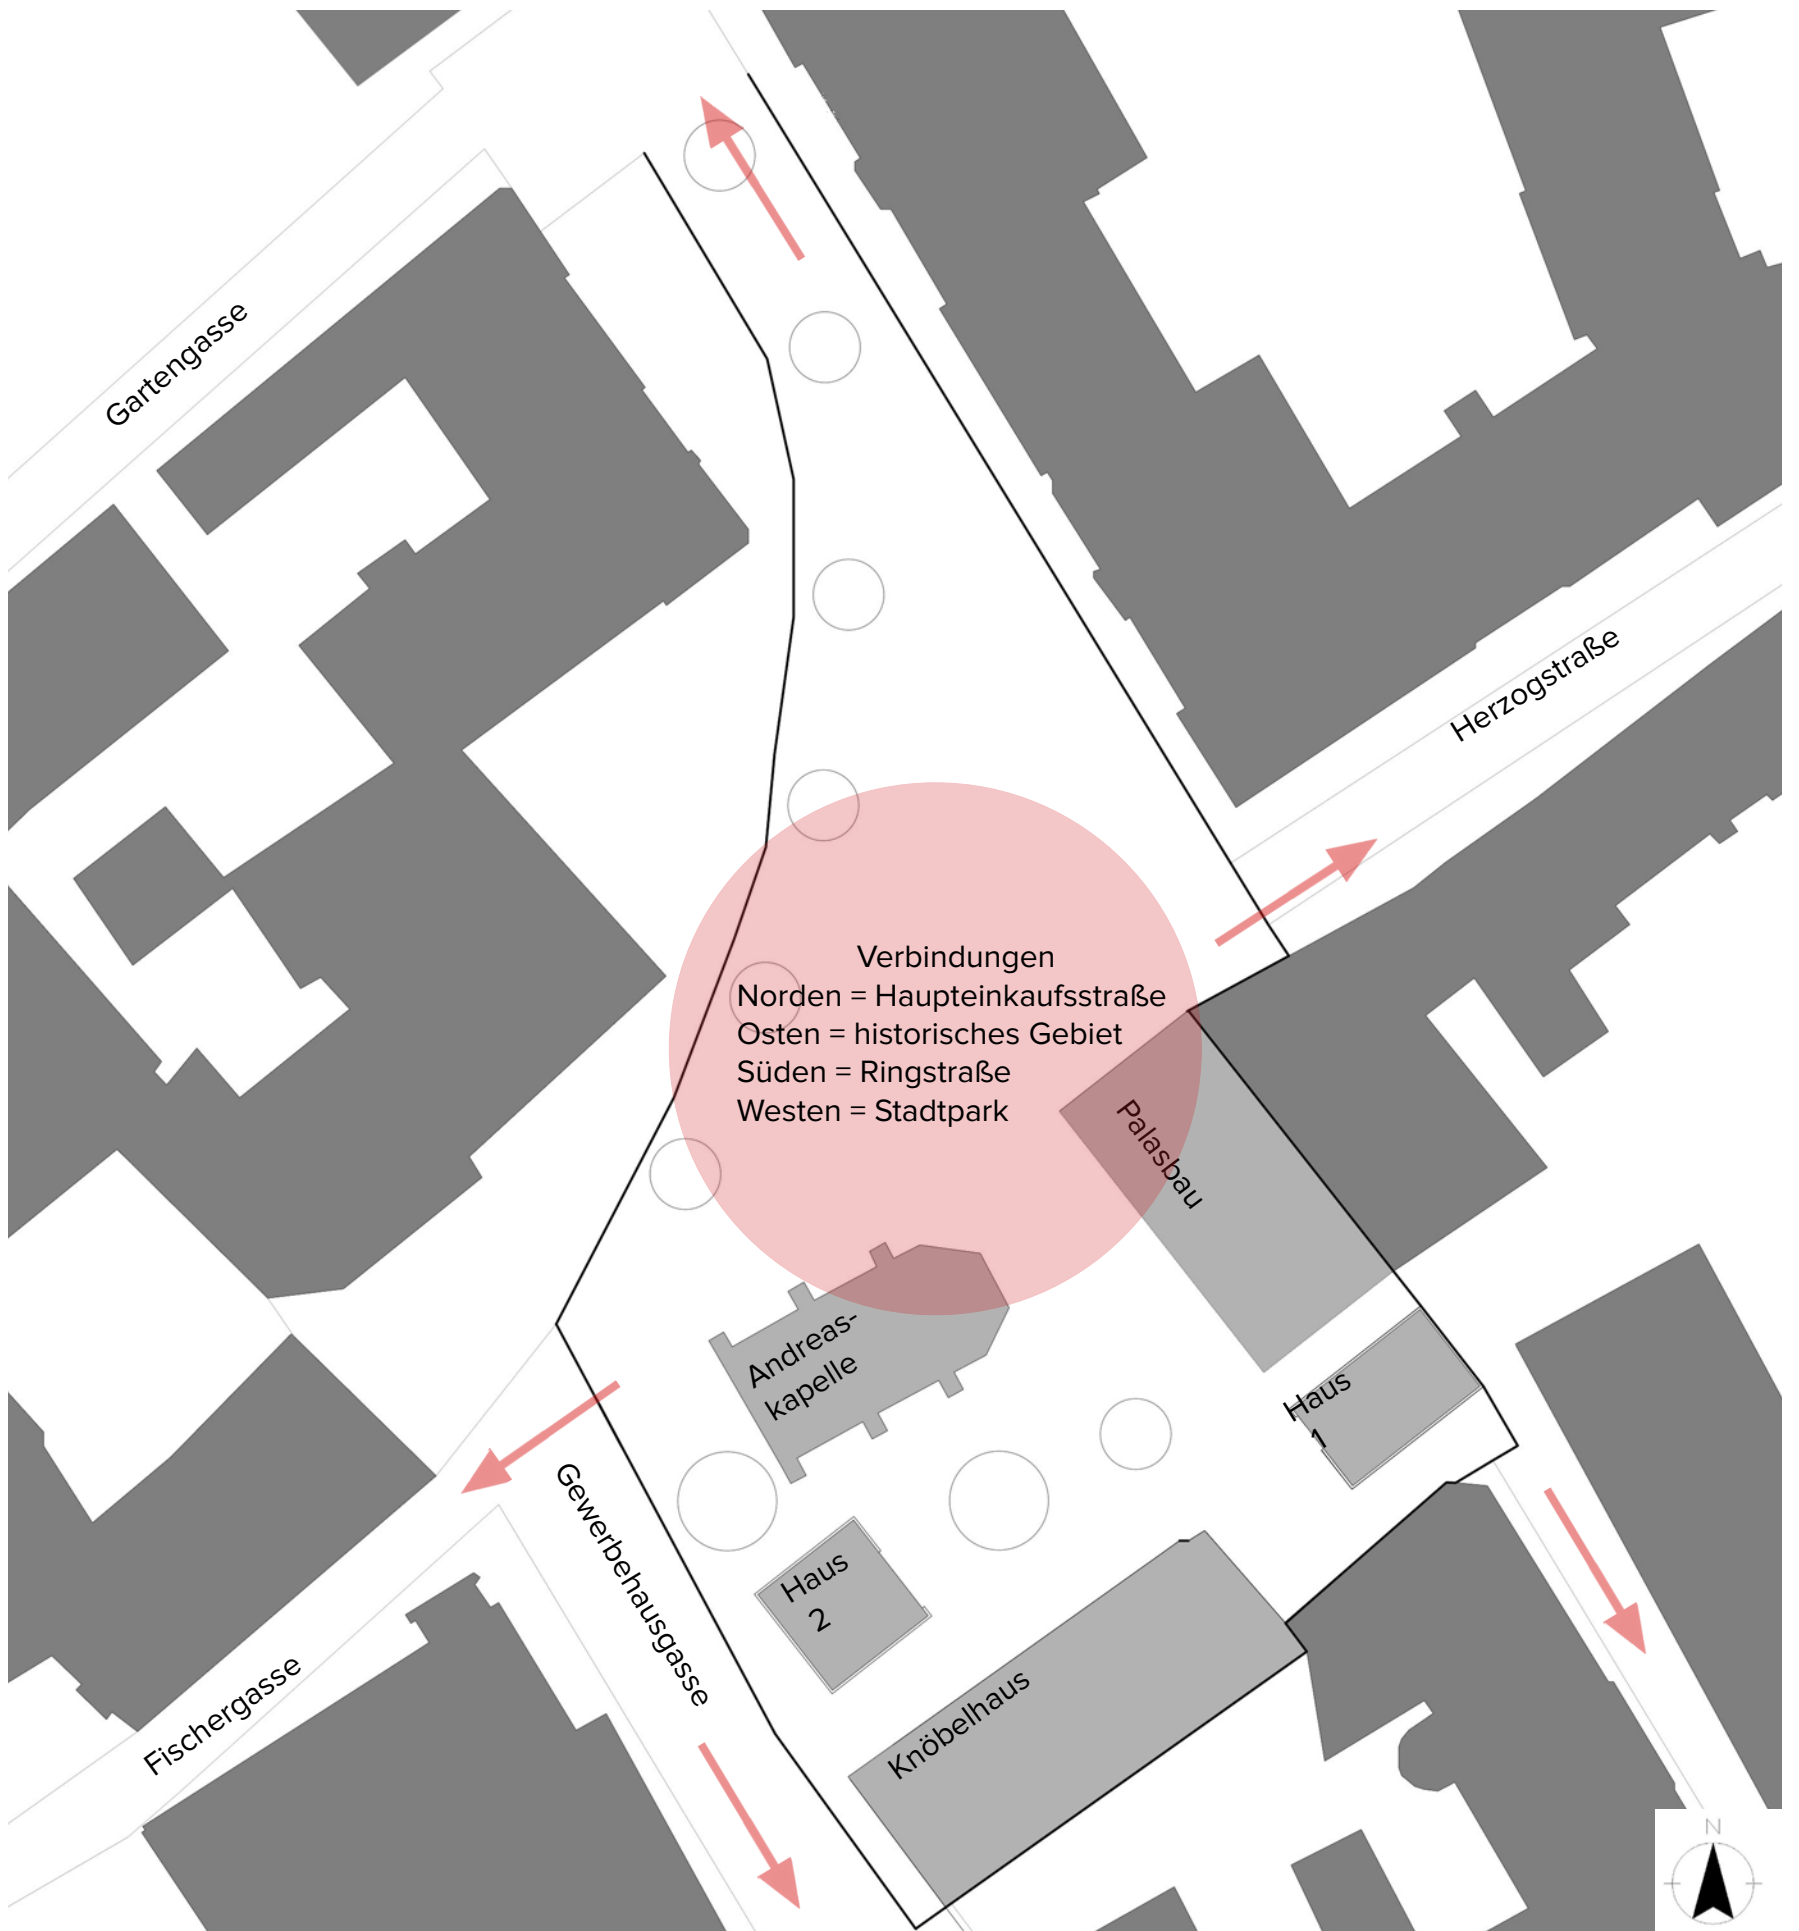 Gartengasse
Herzogstraße
Verbindungen
Norden = Haupteinkaufsstraße
Osten = historisches Gebiet
Süden = Ringstraße
Westen = Stadtpark
Palasbau
Andreas-
kapelle
Haus
1
Gewerbehausgasse
Haus
2
Knöbelhaus
Fischergasse
N